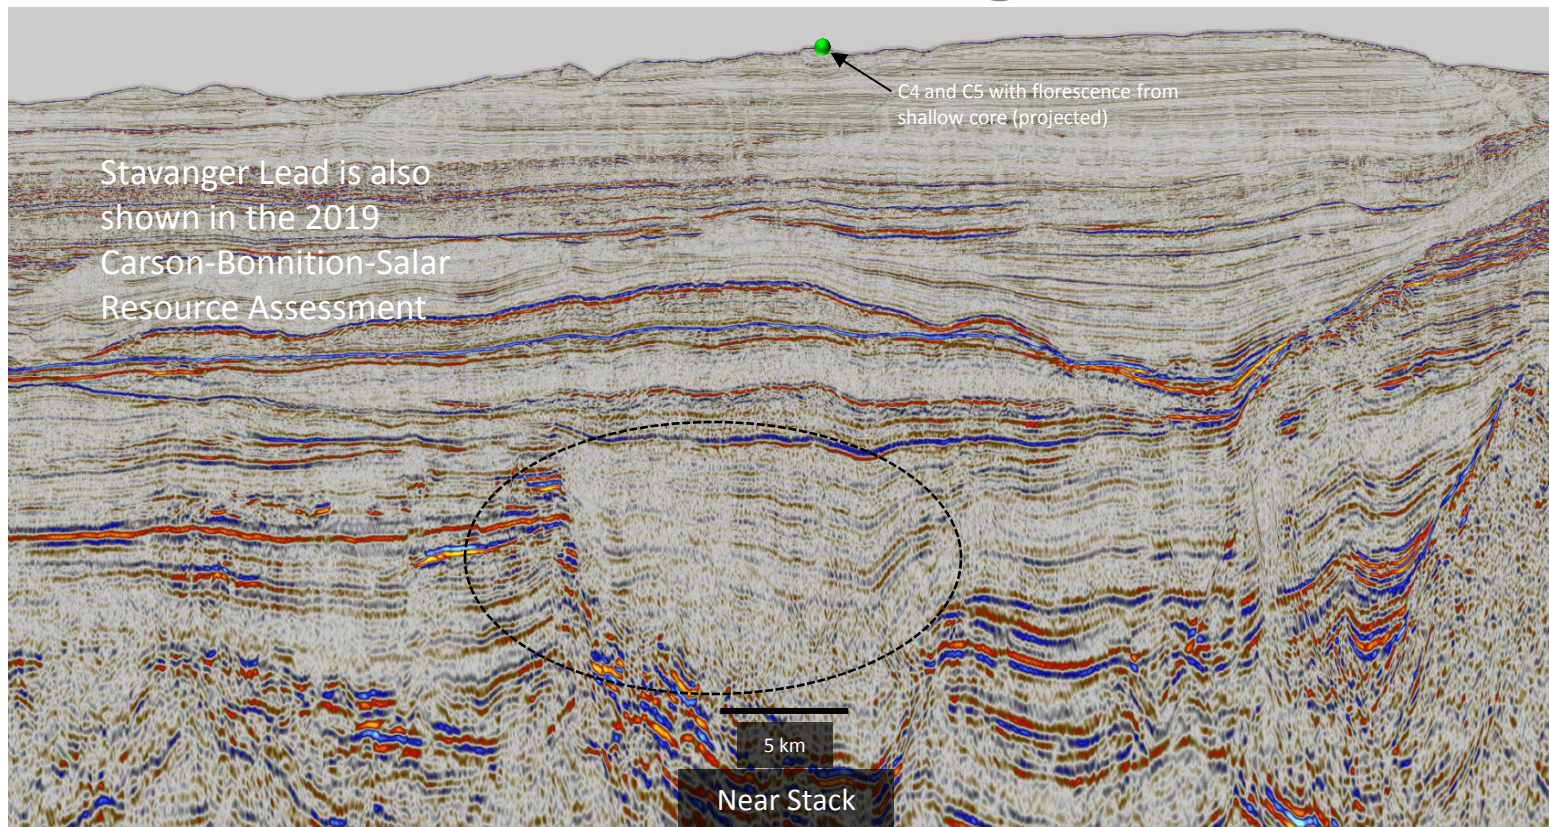 C4 and C5 with florescence from
shallow core (projected)
Stavanger Lead is also
shown in the 2019
Carson-Bonnition-Salar
Resource Assessment
5 km
Near Stack